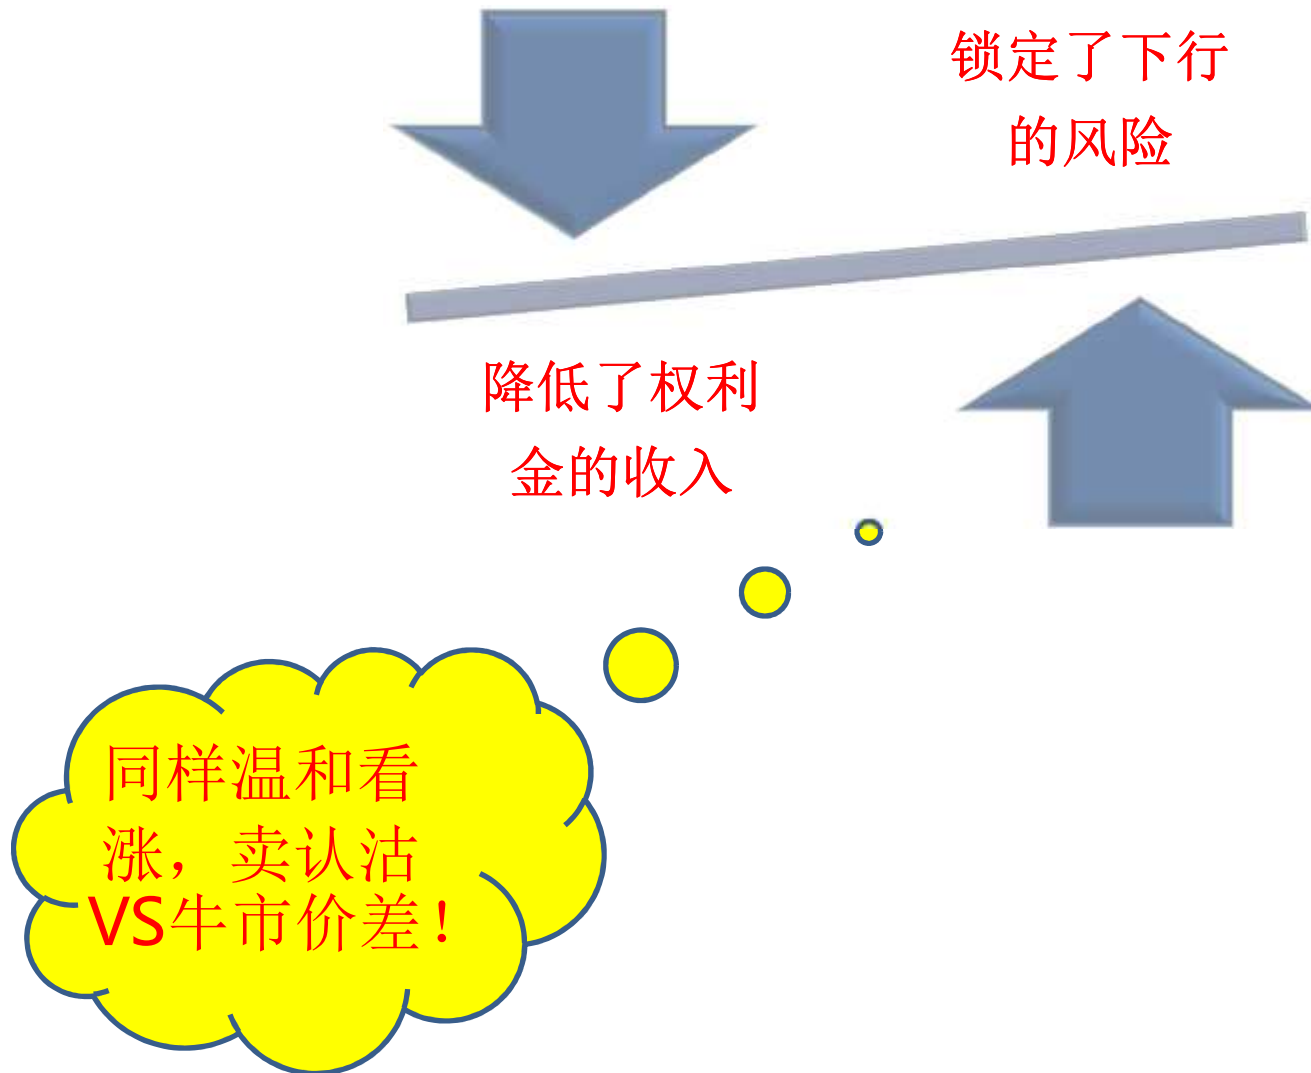 锁定了下行
的风险
降低了权利
金的收入
同样温和看
涨，卖认沽
VS牛市价差！